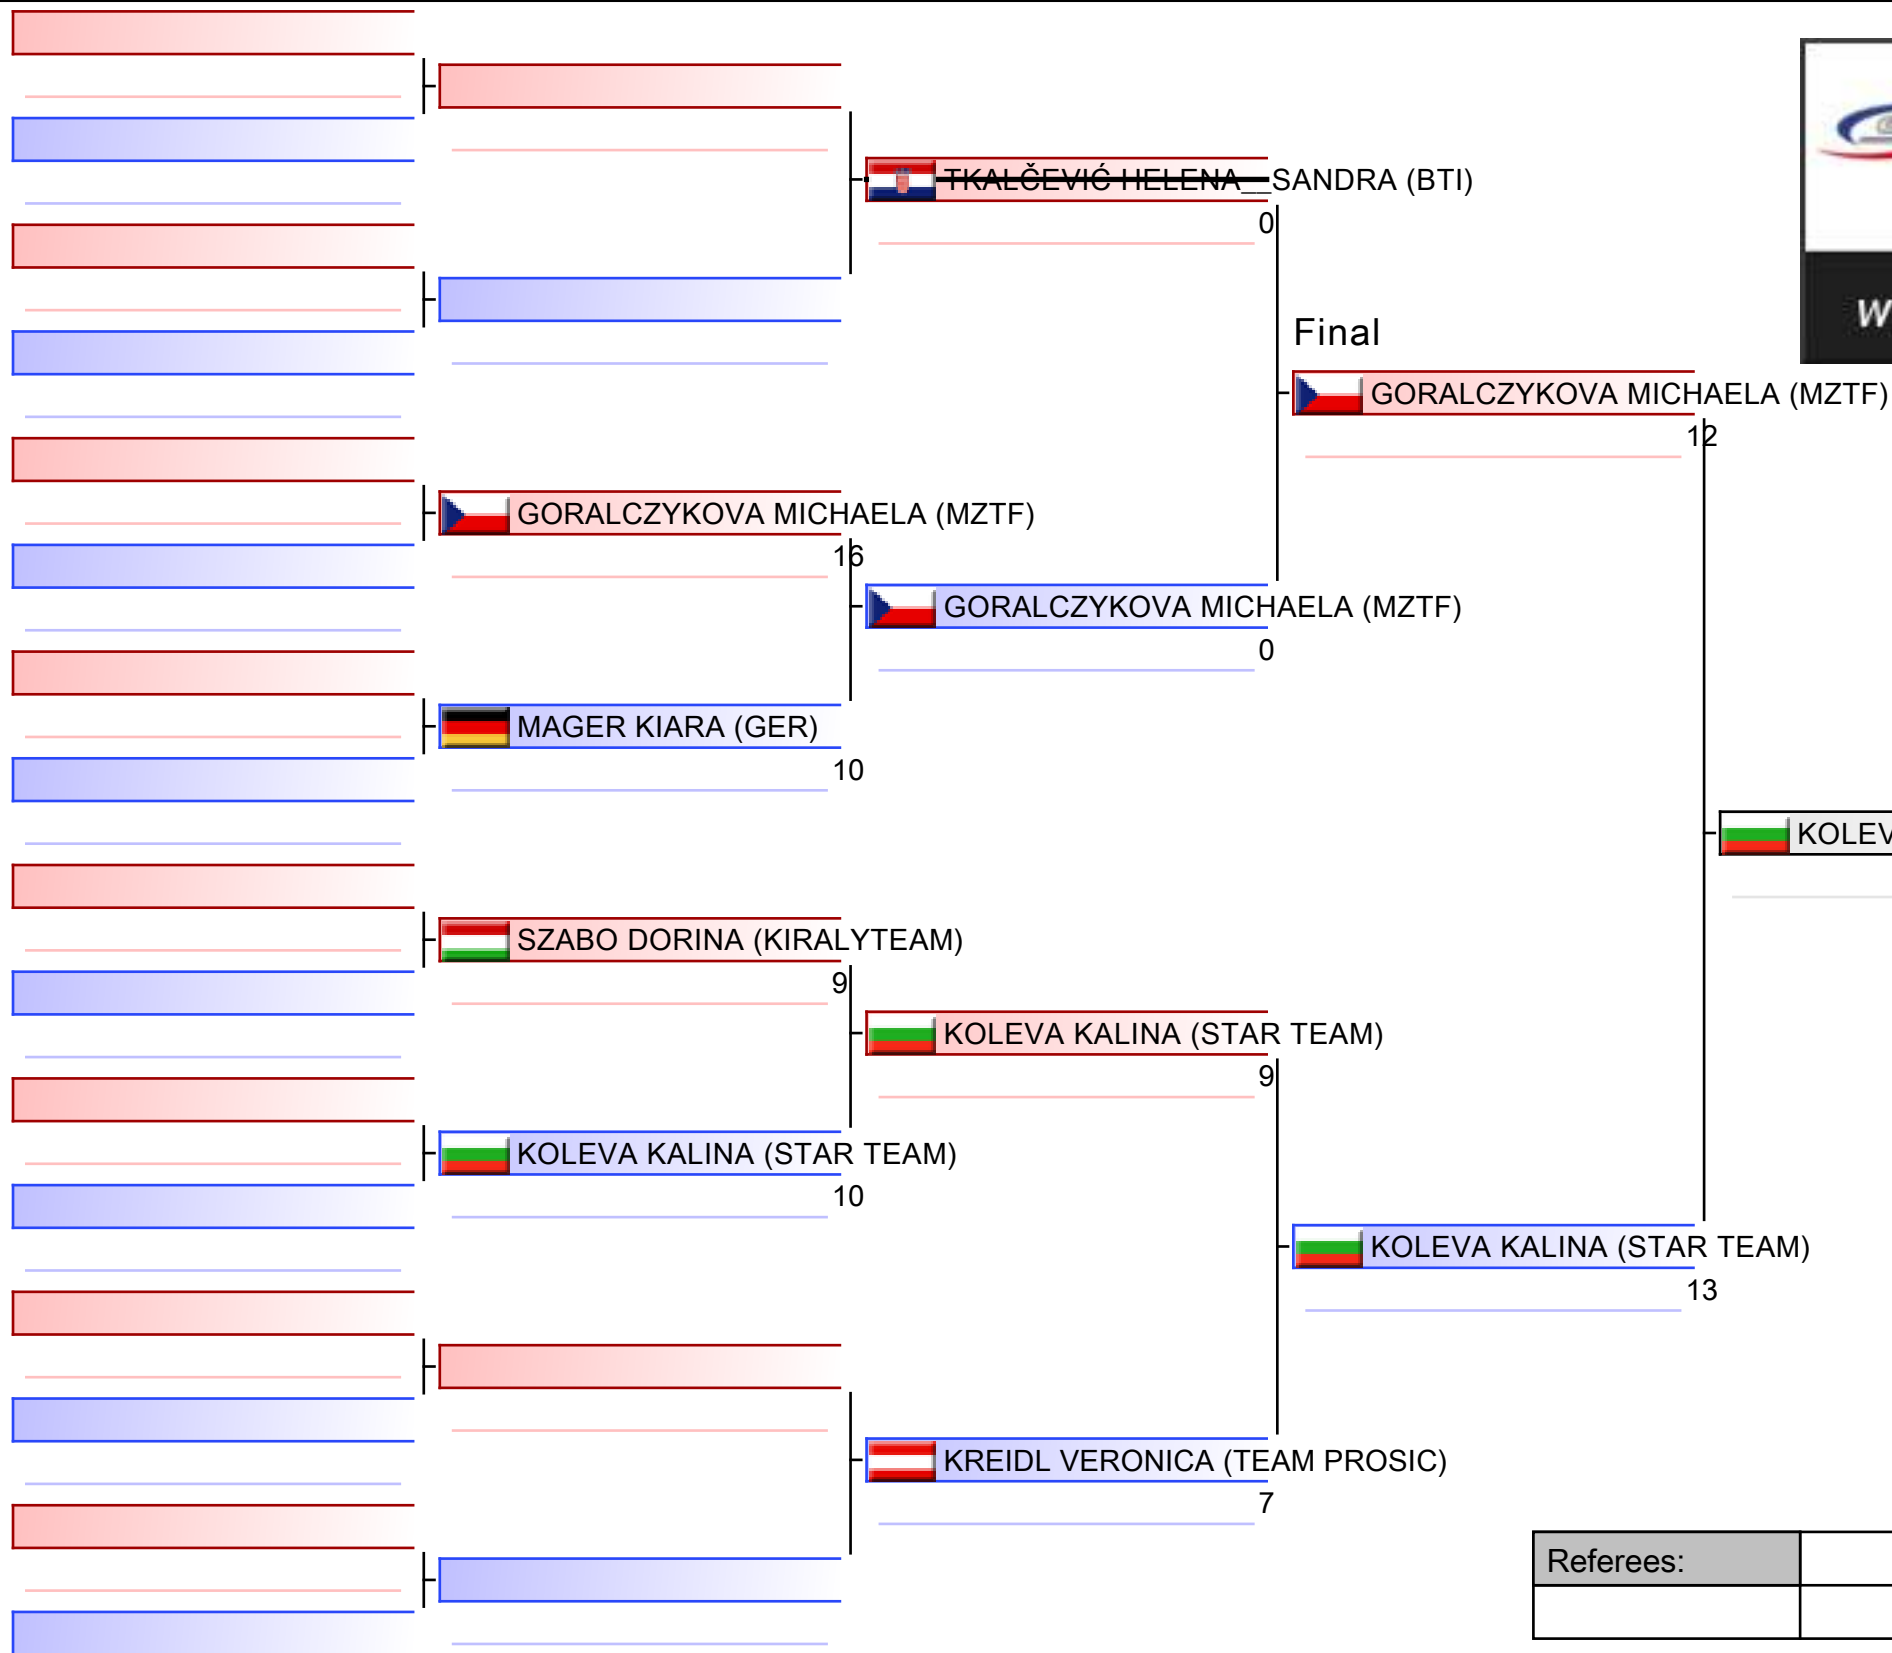 TKALČEVIĆ HELENA__SANDRA (BTI)
0
Final
GORALCZYKOVA MICHAELA (MZTF)
12
GORALCZYKOVA MICHAELA (MZTF)
16
GORALCZYKOVA MICHAELA (MZTF)
0
MAGER KIARA (GER)
10
KOLEV
SZABO DORINA (KIRALYTEAM)
9
KOLEVA KALINA (STAR TEAM)
9
KOLEVA KALINA (STAR TEAM)
10
KOLEVA KALINA (STAR TEAM)
13
KREIDL VERONICA (TEAM PROSIC)
7
Referees: